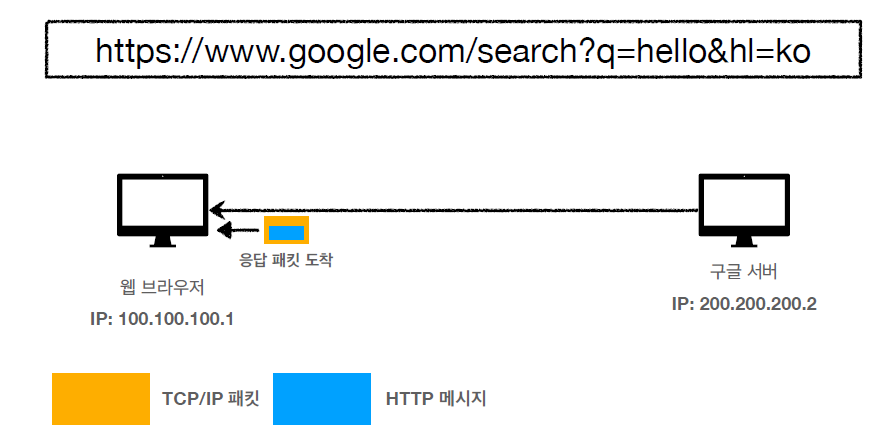 https://www.google.com/search?q=hello&hl=ko
응답 패킷 도착
웹 브라우저
IP: 100.100.100.1
구글 서버
IP: 200.200.200.2
TCP/IP 패킷
HTTP 메시지